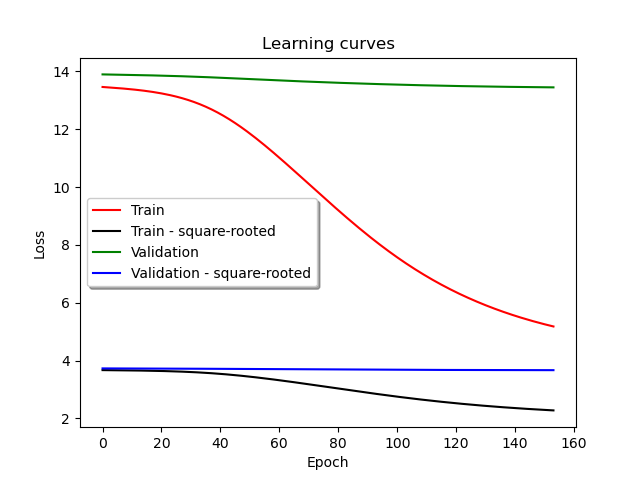 Learning curves
14
12
10
8
6
4
2
Loss
Train
Train - square-rooted
Validation
Validation - square-rooted
0 20 40 60 80 100 120 140 160
Epoch